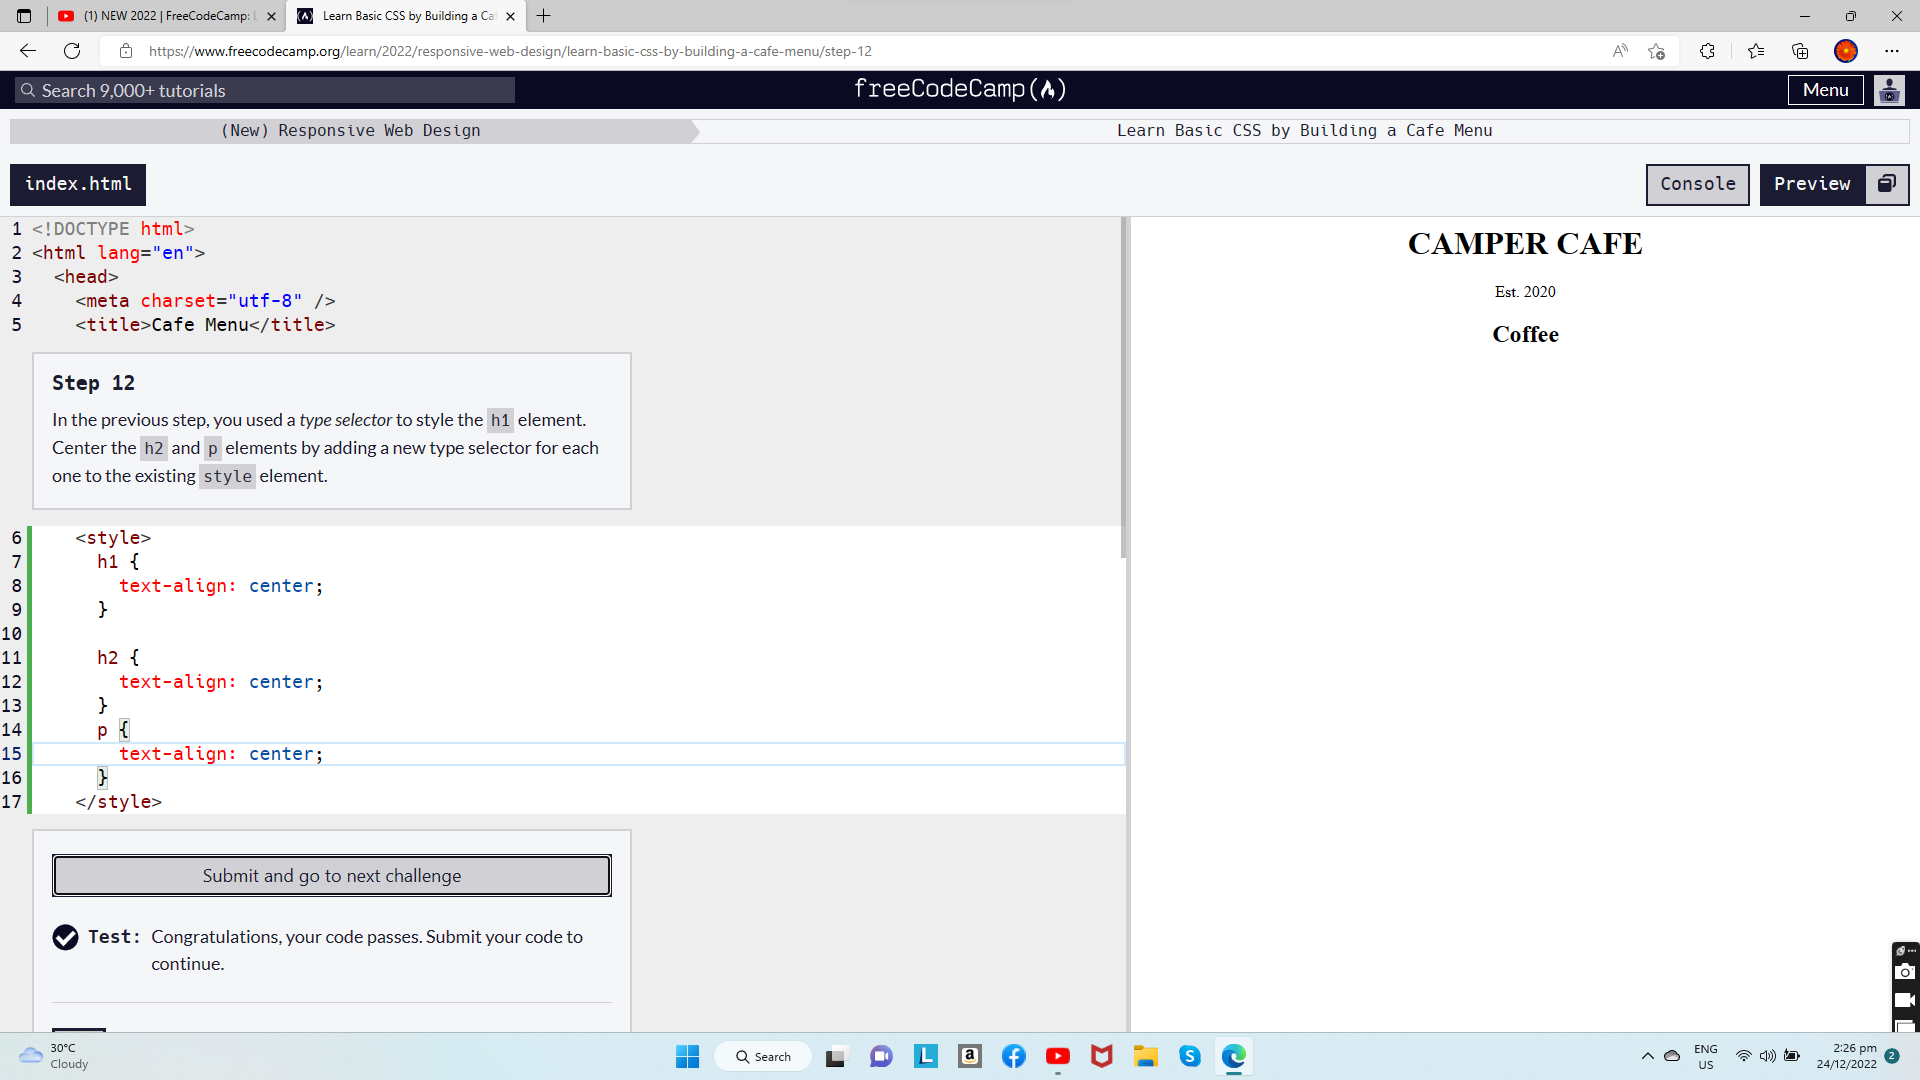 (1) NEW 2022 | FreeCodeCamp:
Learn Basic CSS by Building a Caf
https://www.freecodecamp.org/learn/2022/responsive-web-design/learn-basic-css-by-building-a-cafe-menu/step-12
Search 9,000+ tutorials
freeCodeCamp
Menu
(New) Responsive Web Design
Learn Basic CSS by Building a Cafe Menu
index.html
Console
Preview
1 <!DOCTYPE html>
2 <html lang="en">
3 <head>
4 <meta charset="utf-8" />
5 <title>Cafe Menu</title>
Step 12
In the previous step, you used a type selector to style the h1 element.
Center the h2 and p elements by adding a new type selector for each
one to the existing style element.
6 <style>
7 h1 {
8 text-align: center;
9 }
10
11 h2 {
12 text-align: center;
13 }
14 p {
15 text-align: center;
16 }
17 </style>
Submit and go to next challenge
Test: Congratulations, your code passes. Submit your code to
continue.
CAMPER CAFE
Est. 2020
Coffee
30°C
Cloudy
Search
ENG
US
2:26 pm
24/12/2022
2